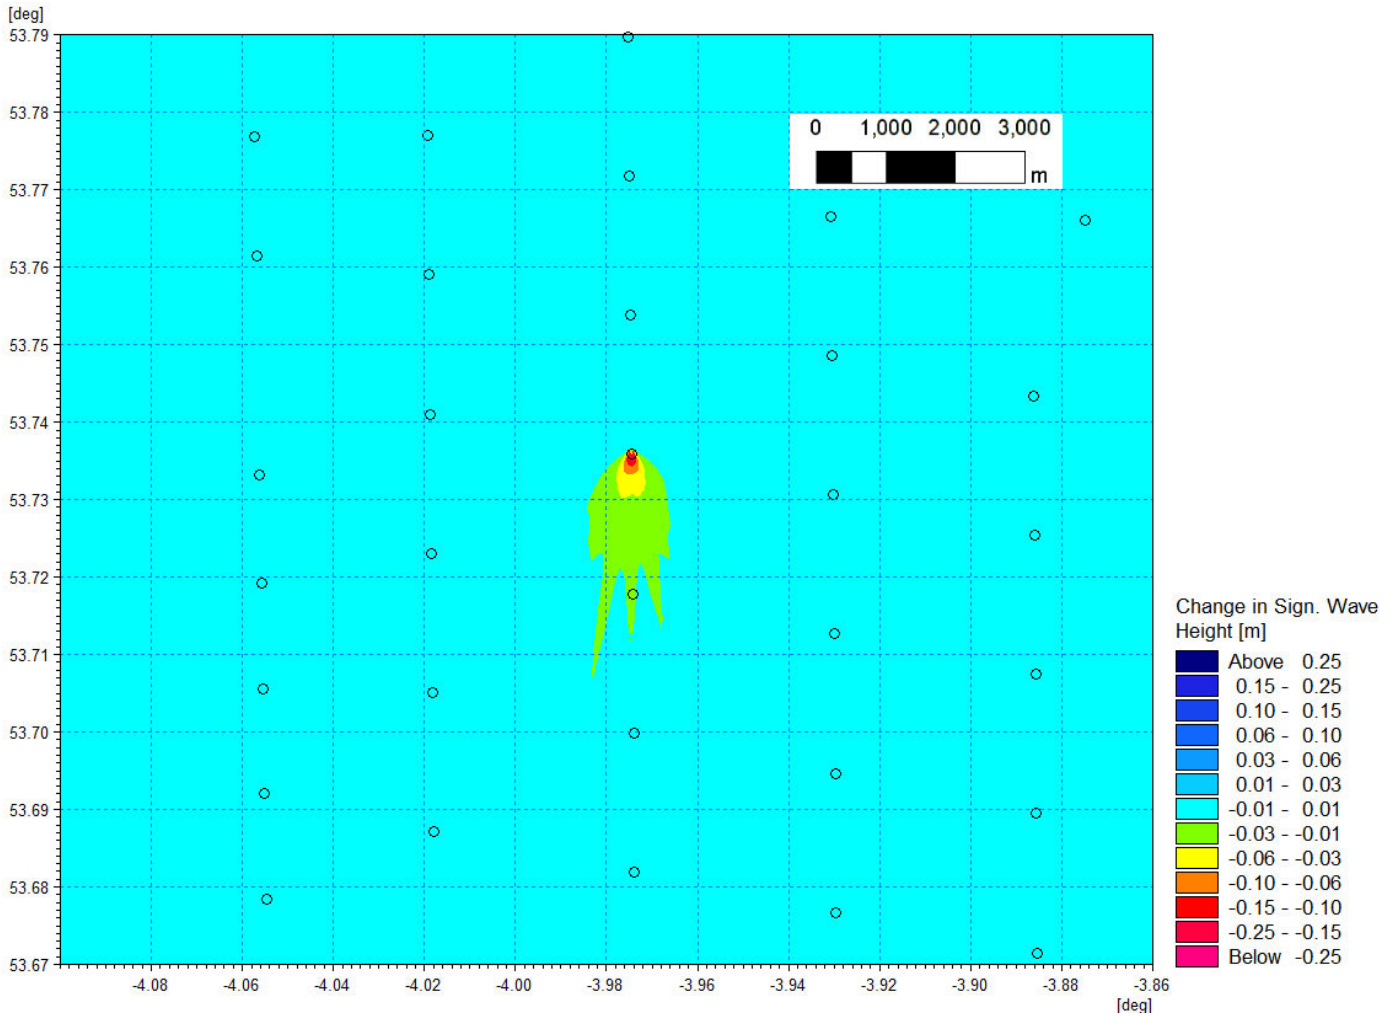 [deg]
53.79
53.78
53.77
53.76
53.75
53.74
53.73
53.72
53.71
53.70
53.69
53.68
53.67
0 1,000 2,000 3,000
m
-4.08 -4.06 -4.04 -4.02 -4.00 -3.98 -3.96 -3.94 -3.92 -3.90 -3.88 -3.86
[deg]
Change in Sign. Wave
Height [m]
Above 0.25
0.15 - 0.25
0.10 - 0.15
0.06 - 0.10
0.03 - 0.06
0.01 - 0.03
-0.01 - 0.01
-0.03 - -0.01
-0.06 - -0.03
-0.10 - -0.06
-0.15 - -0.10
-0.25 - -0.15
Below -0.25